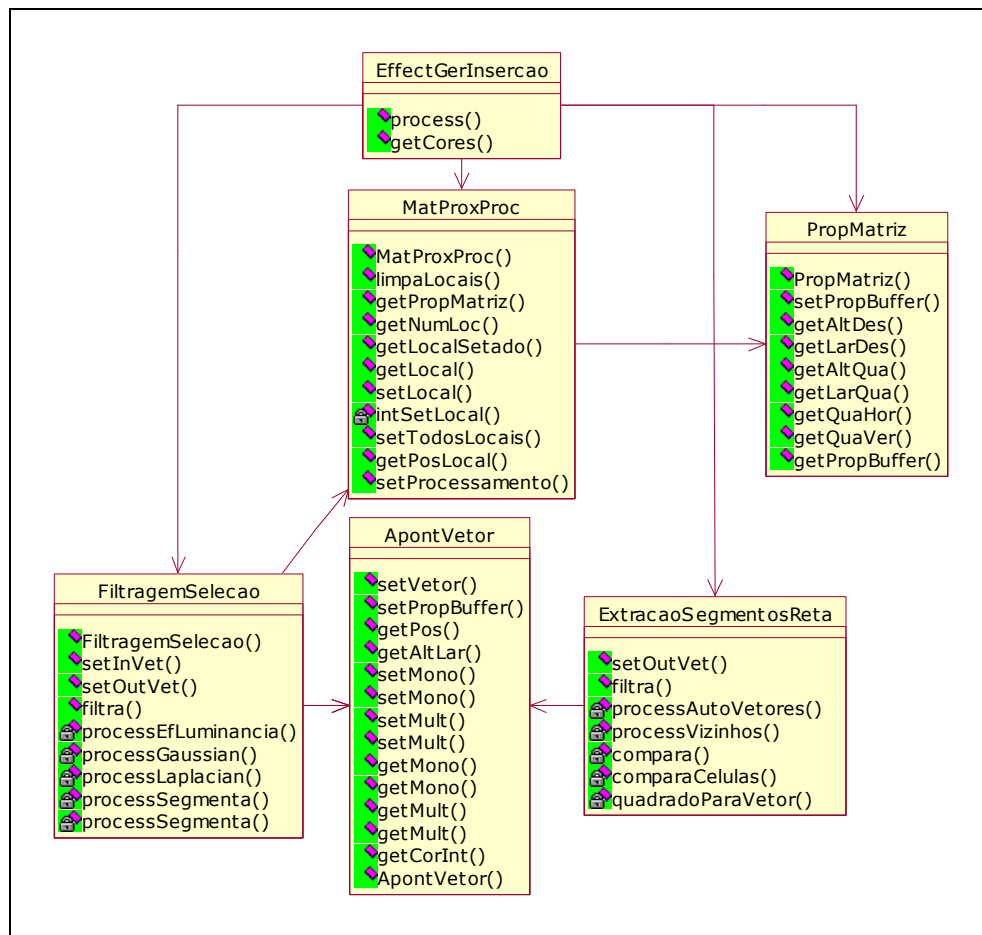 EffectGerInsercao
process()
getCores()
MatProxProc
MatProxProc()
limpaLocais()
getPropMatriz()
getNumLoc()
getLocalSetado()
getLocal()
setLocal()
intSetLocal()
setTodosLocais()
getPosLocal()
setProcessamento()
PropMatriz
PropMatriz()
setPropBuffer()
getAltDes()
getLarDes()
getAltQua()
getLarQua()
getQuaHor()
getQuaVer()
getPropBuffer()
FiltragemSelecao
FiltragemSelecao()
setInVet()
setOutVet()
filtra()
processEfLuminancia()
processGaussian()
processLaplacian()
processSegmenta()
processSegmenta()
ApontVetor
setVetor()
setPropBuffer()
getPos()
getAltLar()
setMono()
setMono()
setMult()
setMult()
getMono()
getMono()
getMult()
getMult()
getCorInt()
ApontVetor()
ExtracaoSegmentosReta
setOutVet()
filtra()
processAutoVetores()
processVizinhos()
compara()
comparaCelulas()
quadradoParaVetor()